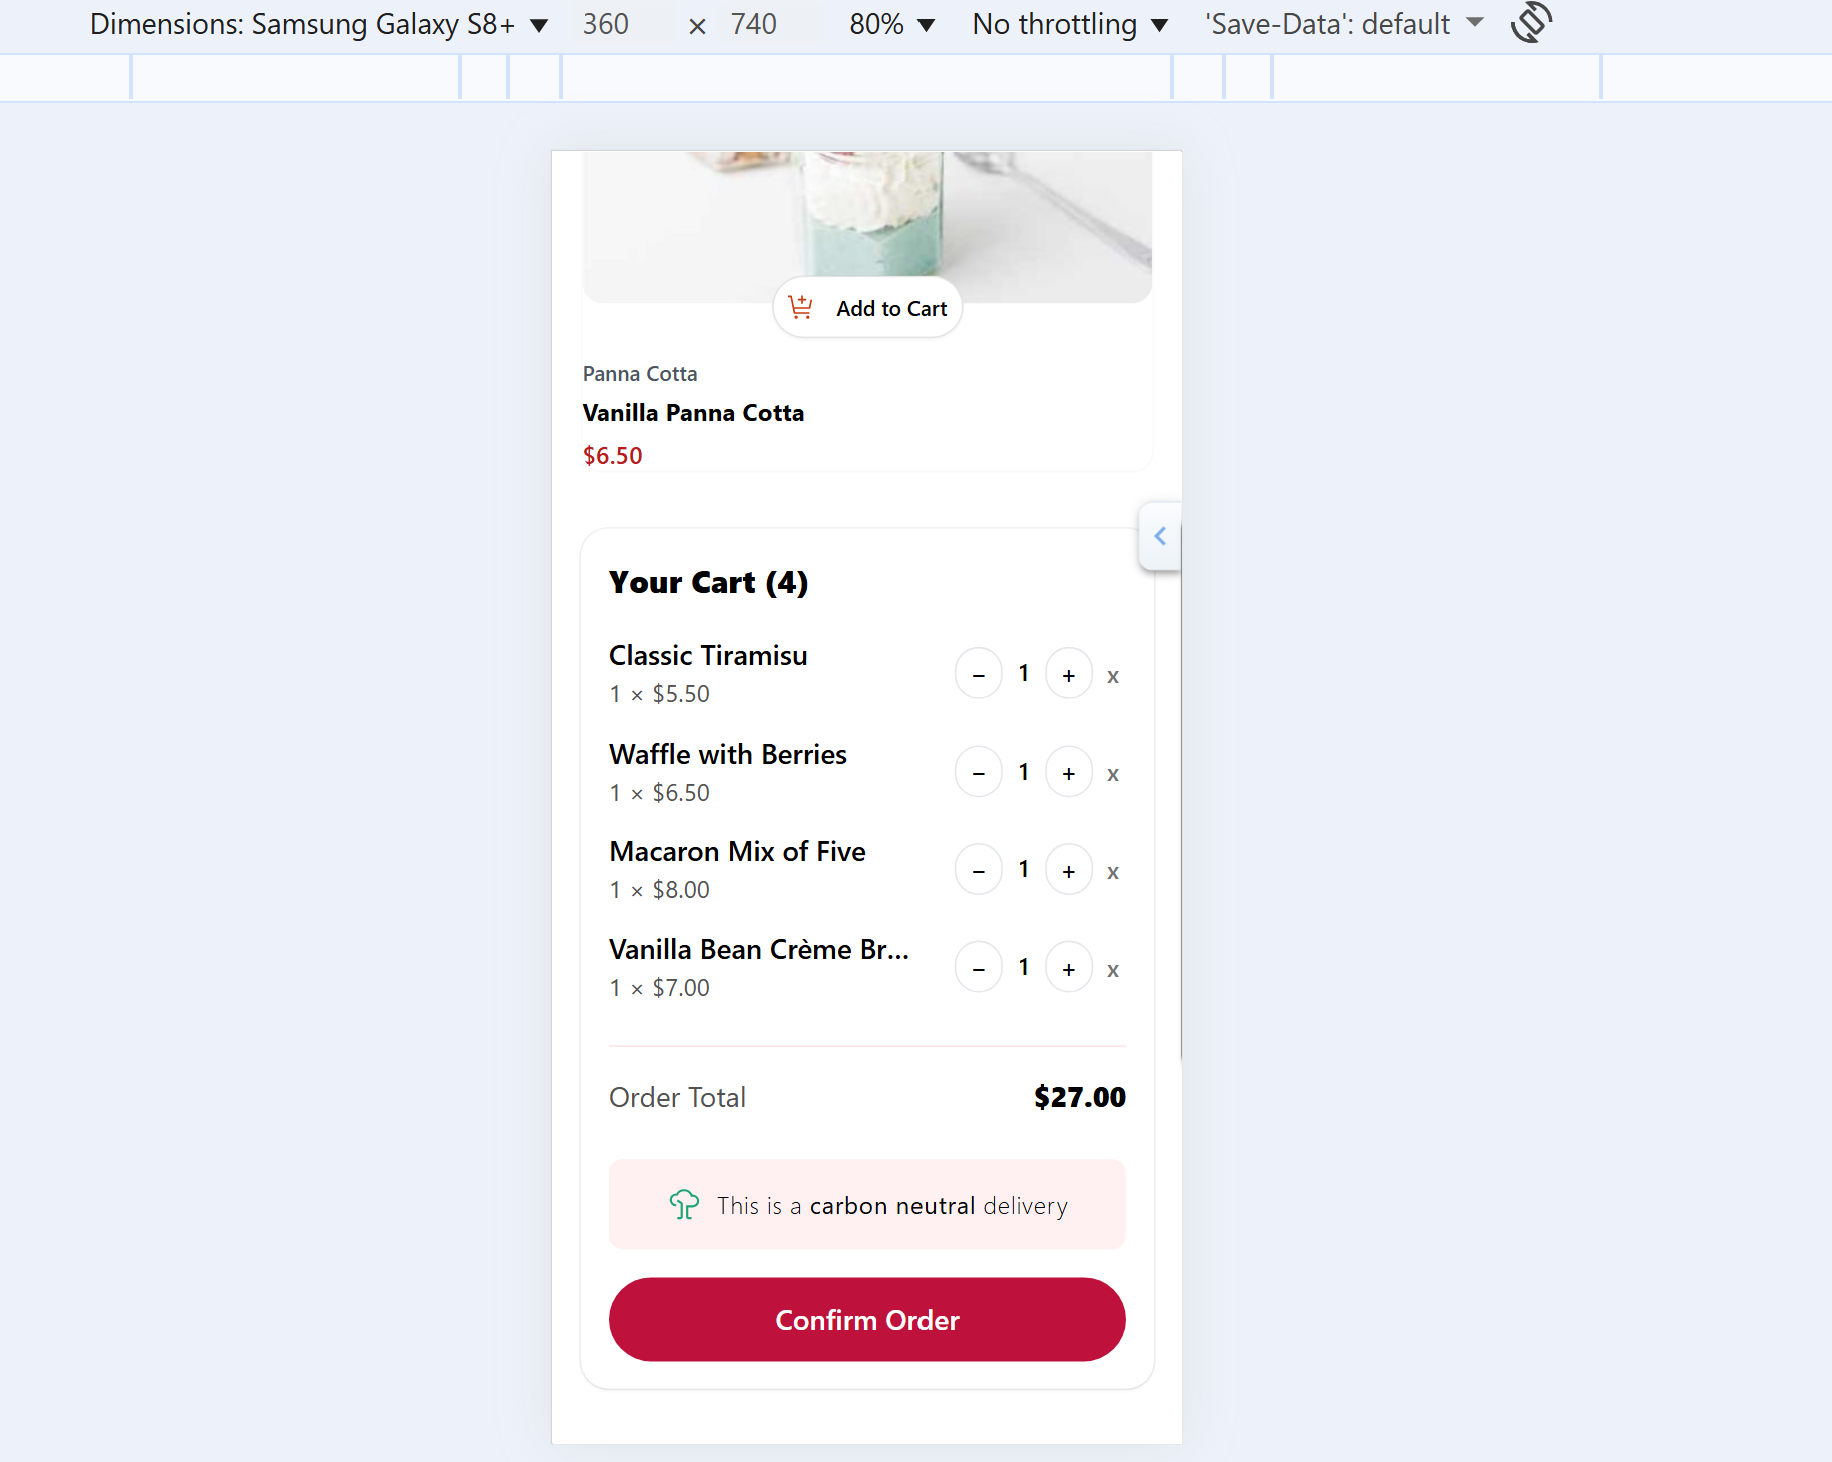 Dimensions: Samsung Galaxy S8+ ▼ 360 × 740 80% ▼ No throttling ▼ 'Save-Data': default ▼
Add to Cart
Panna Cotta
Vanilla Panna Cotta
$6.50
Your Cart (4)
Classic Tiramisu
1 × $5.50
− 1 + x
Waffle with Berries
1 × $6.50
− 1 + x
Macaron Mix of Five
1 × $8.00
− 1 + x
Vanilla Bean Crème Br...
1 × $7.00
− 1 + x
Order Total $27.00
This is a carbon neutral delivery
Confirm Order